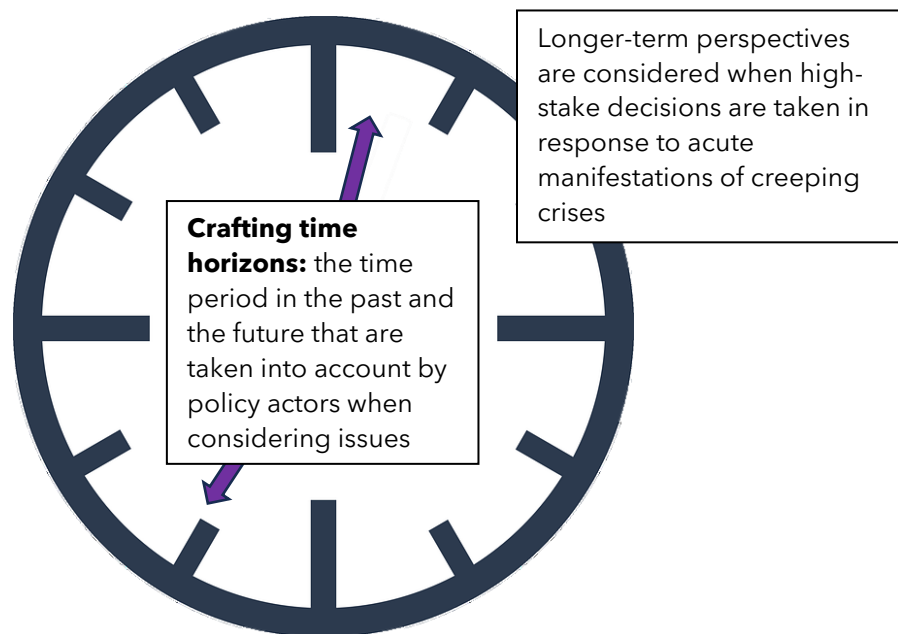 Longer-term perspectives
are considered when high-
stake decisions are taken in
response to acute
manifestations of creeping
crises
Crafting time
horizons: the time
period in the past and
the future that are
taken into account by
policy actors when
considering issues